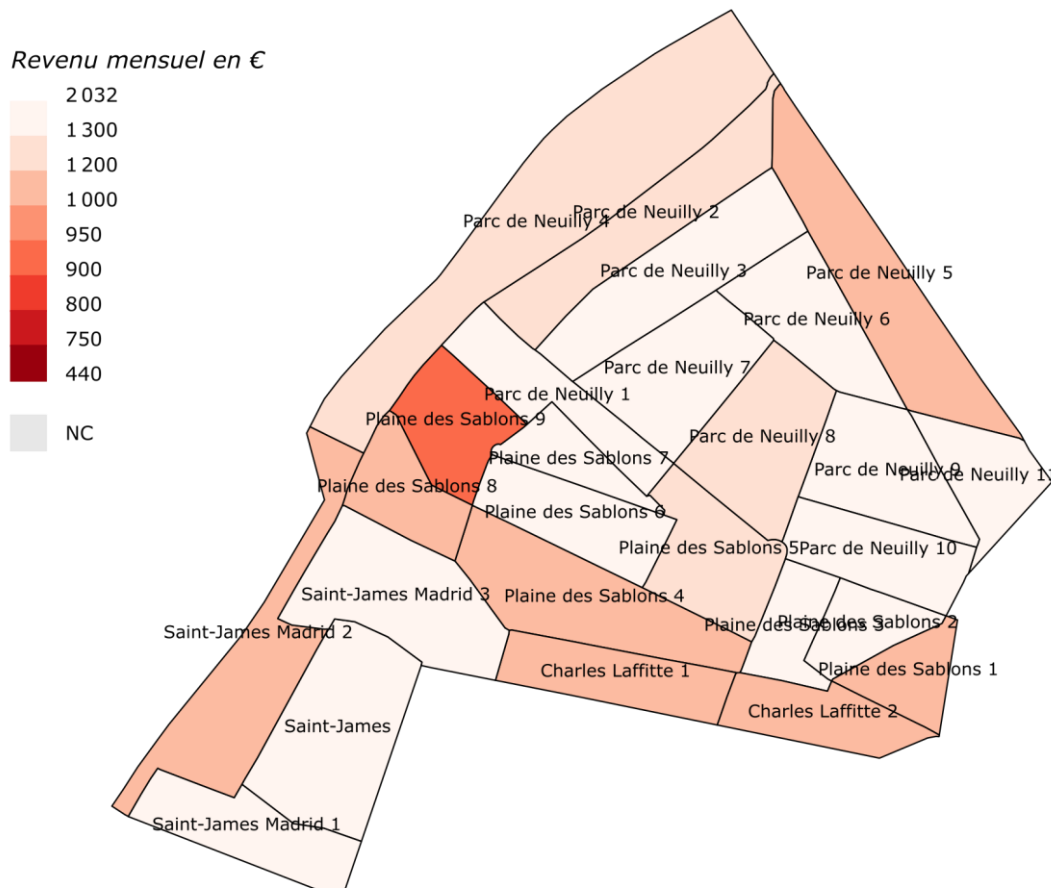 Revenu mensuel en €
2 032
1 300
1 200
1 000
950
900
800
750
440
NC
Parc de Neuilly 2
Parc de Neuilly 4
Parc de Neuilly 3
Parc de Neuilly 5
Parc de Neuilly 6
Parc de Neuilly 7
Parc de Neuilly 1
Plaine des Sablons 9
Parc de Neuilly 8
Plaine des Sablons 7
Parc de Neuilly 9
Parc de Neuilly 11
Plaine des Sablons 8
Plaine des Sablons 6
Plaine des Sablons 5
Parc de Neuilly 10
Saint-James Madrid 3
Plaine des Sablons 4
Plaine des Sablons 2
Plaine des Sablons 3
Saint-James Madrid 2
Charles Laffitte 1
Plaine des Sablons 1
Charles Laffitte 2
Saint-James
Saint-James Madrid 1